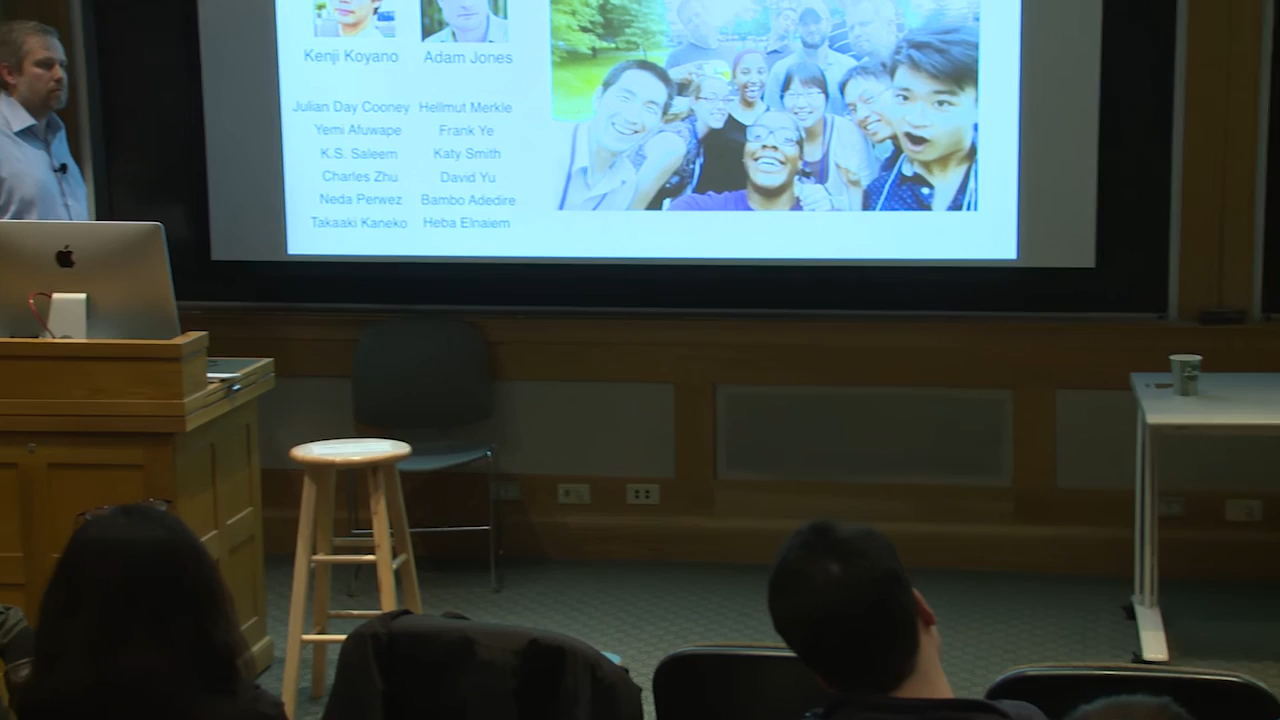 Kenji Koyano Adam Jones
Julian Day Cooney Hellmut Merkle
Yemi Afuwape Frank Ye
K.S. Saleem Katy Smith
Charles Zhu David Yu
Neda Perwez Bambo Adedire
Takaaki Kaneko Heba Elnaiem